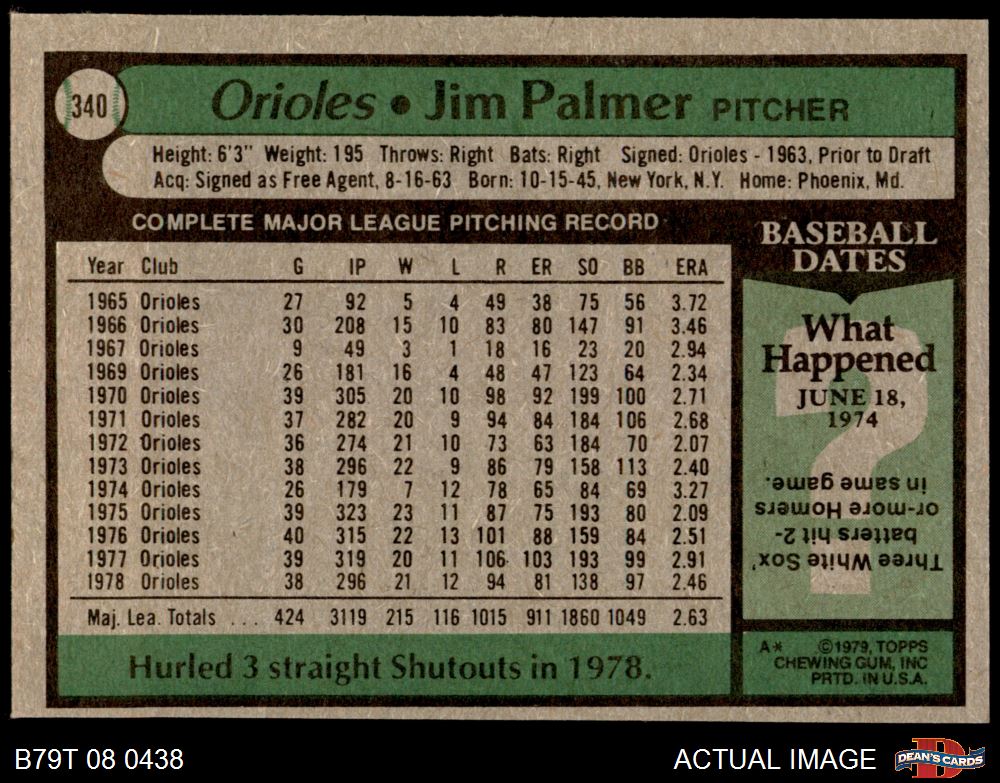 340
Orioles • Jim Palmer PITCHER
Height: 6'3" Weight: 195 Throws: Right Bats: Right Signed: Orioles - 1963, Prior to Draft
Acq: Signed as Free Agent, 8-16-63 Born: 10-15-45, New York, N.Y. Home: Phoenix, Md.
COMPLETE MAJOR LEAGUE PITCHING RECORD
Year Club G IP W L R ER SO BB ERA
1965 Orioles 27 92 5 4 49 38 75 56 3.72
1966 Orioles 30 208 15 10 83 80 147 91 3.46
1967 Orioles 9 49 3 1 18 16 23 20 2.94
1969 Orioles 26 181 16 4 48 47 123 64 2.34
1970 Orioles 39 305 20 10 98 92 199 100 2.71
1971 Orioles 37 282 20 9 94 84 184 106 2.68
1972 Orioles 36 274 21 10 73 63 184 70 2.07
1973 Orioles 38 296 22 9 86 79 158 113 2.40
1974 Orioles 26 179 7 12 78 65 84 69 3.27
1975 Orioles 39 323 23 11 87 75 193 80 2.09
1976 Orioles 40 315 22 13 101 88 159 84 2.51
1977 Orioles 39 319 20 11 106 103 193 99 2.91
1978 Orioles 38 296 21 12 94 81 138 97 2.46
Maj. Lea. Totals ... 424 3119 215 116 1015 911 1860 1049 2.63
Hurled 3 straight Shutouts in 1978.
BASEBALL
DATES
What
Happened
JUNE 18,
1974
?
Three White Sox'
batters hit 2-
or-more Homers
in same game.
A* ©1979, TOPPS
CHEWING GUM, INC
PRTD. IN U.S.A.
B79T 08 0438
ACTUAL IMAGE
D
DEAN'S CARDS